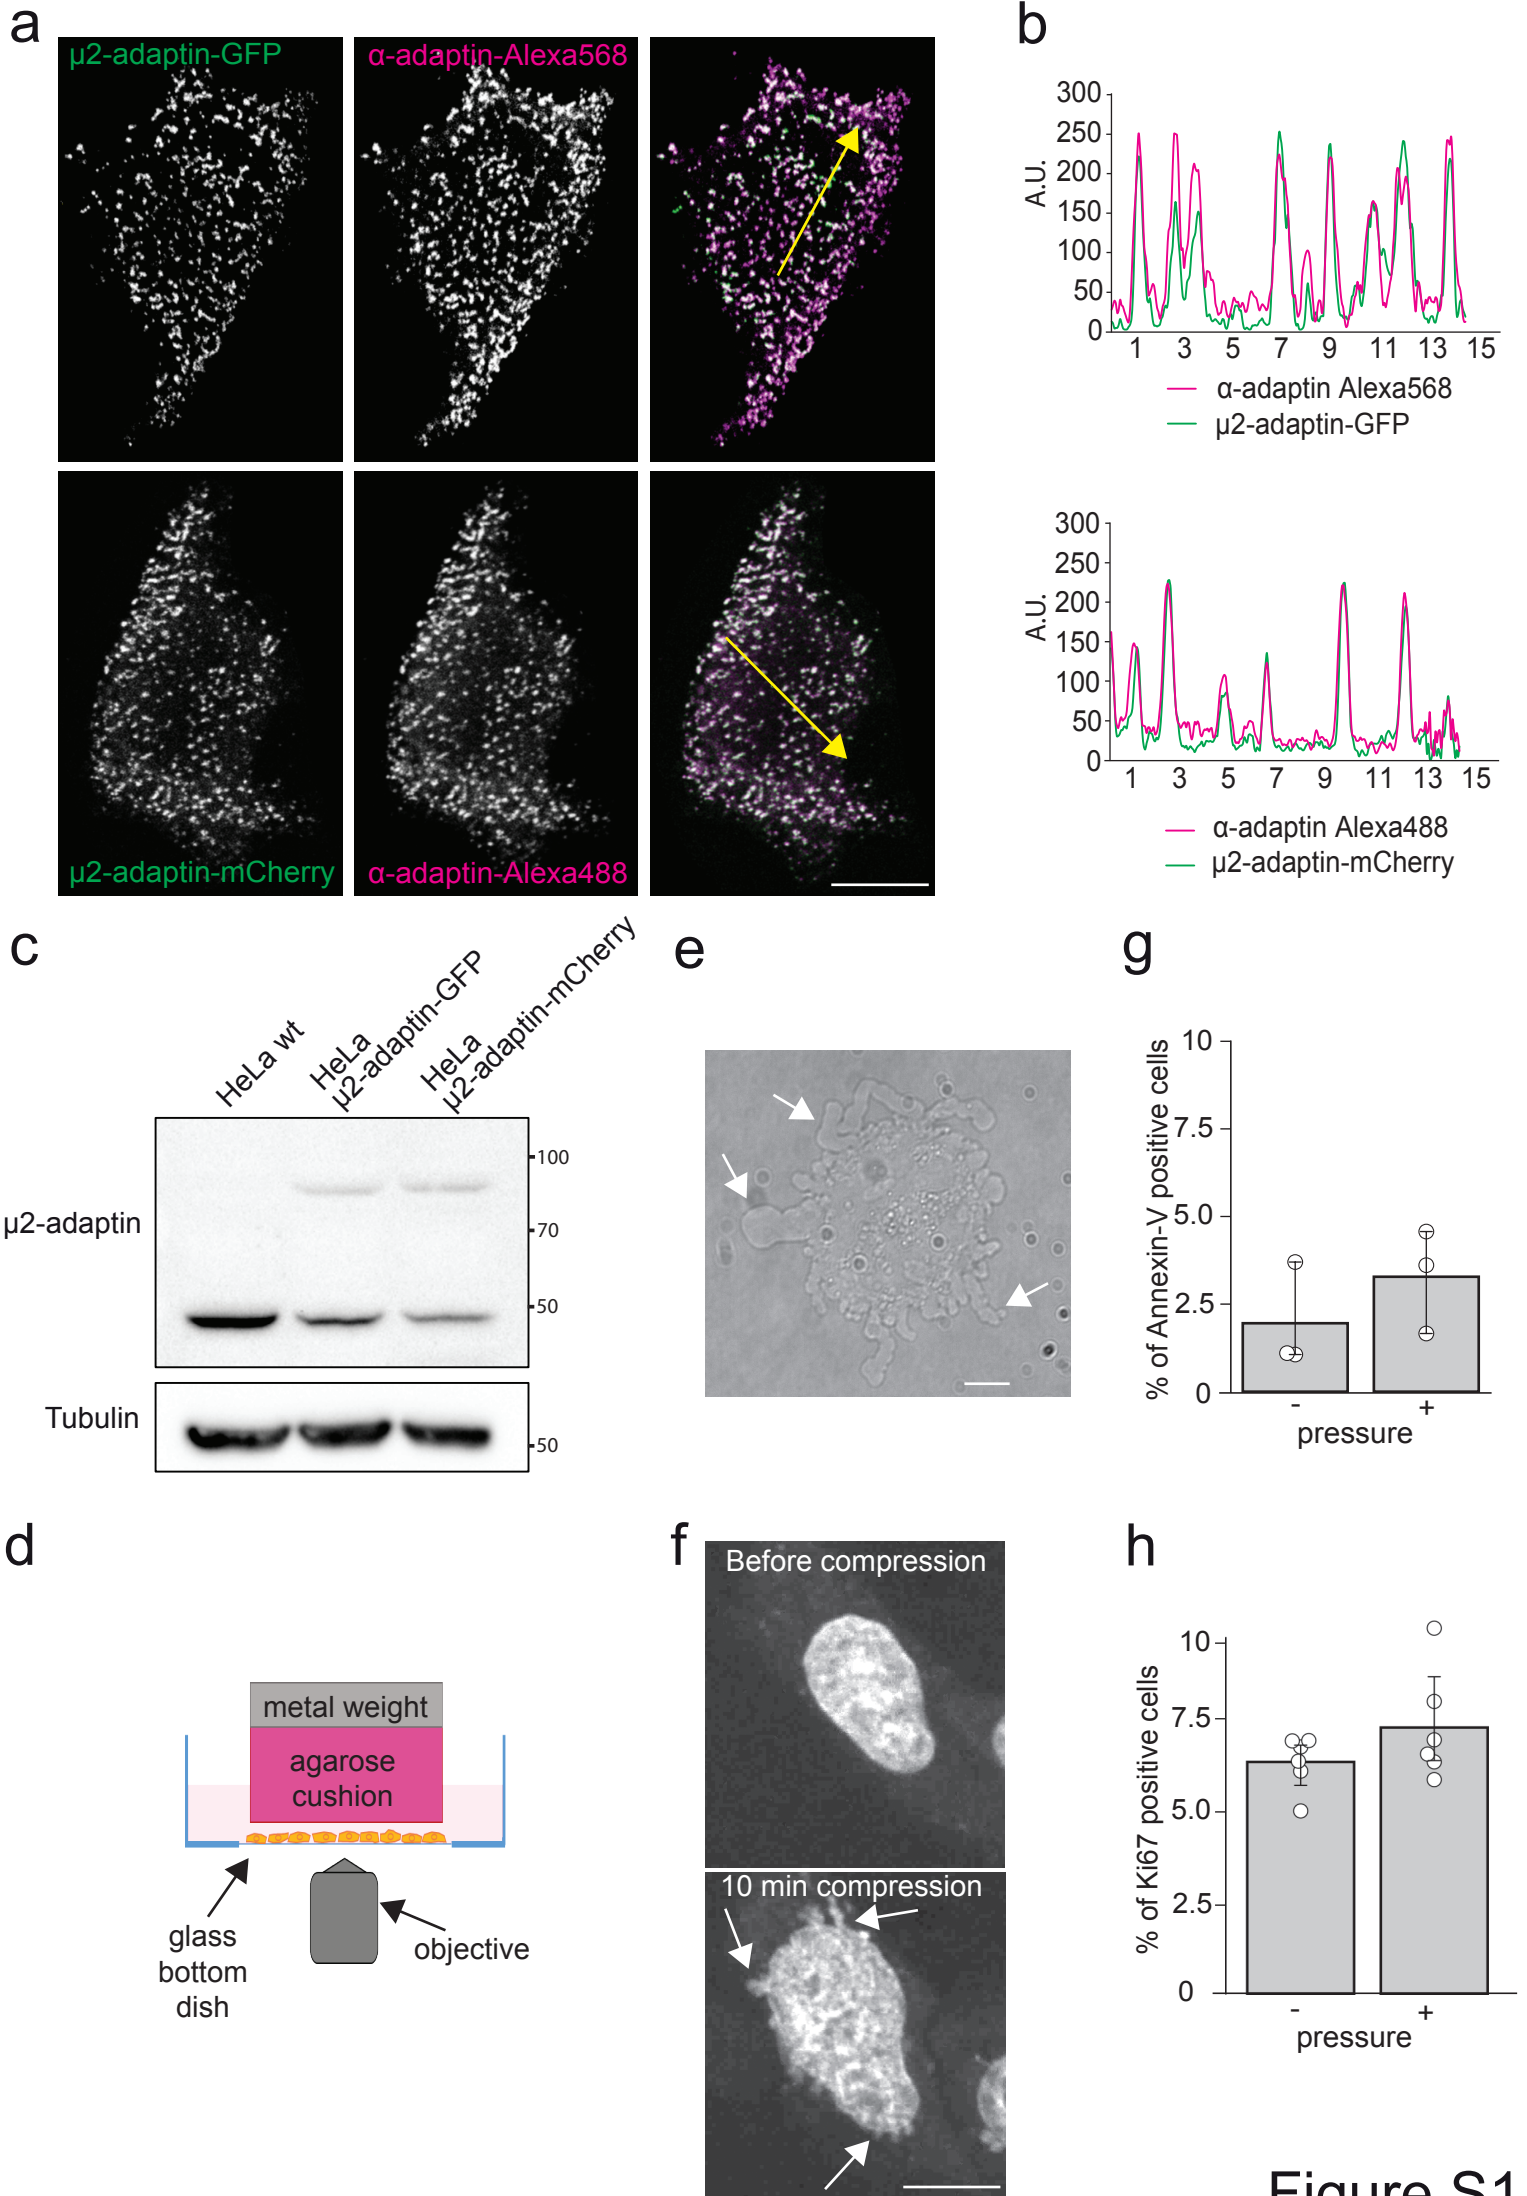 a
μ2-adaptin-GFP
α-adaptin-Alexa568
μ2-adaptin-mCherry
α-adaptin-Alexa488
b
300
250
200
150
100
50
0
A.U.
1 3 5 7 9 11 13 15
α-adaptin Alexa568
μ2-adaptin-GFP
300
250
200
150
100
50
0
A.U.
1 3 5 7 9 11 13 15
α-adaptin Alexa488
μ2-adaptin-mCherry
c
HeLa wt
HeLa
μ2-adaptin-GFP
HeLa
μ2-adaptin-mCherry
μ2-adaptin
100
70
50
Tubulin
50
d
metal weight
agarose
cushion
glass
bottom
dish
objective
e
f
Before compression
10 min compression
g
% of Annexin-V positive cells
10
7.5
5.0
2.5
0
- +
pressure
h
% of Ki67 positive cells
10
7.5
5.0
2.5
0
- +
pressure
Figure S1